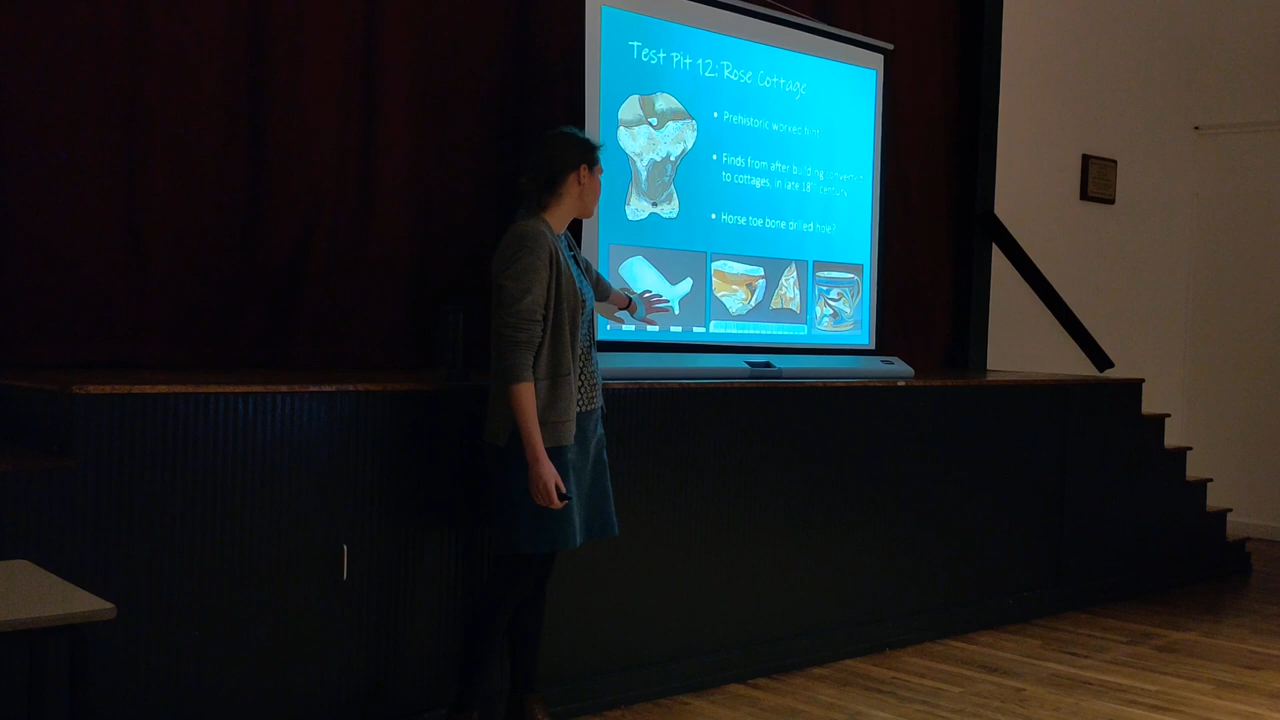 Test Pit 12: Rose Cottage
• Prehistoric worked flint
• Finds from after building converted
to cottages, in late 18th century
• Horse toe bone drilled hole?